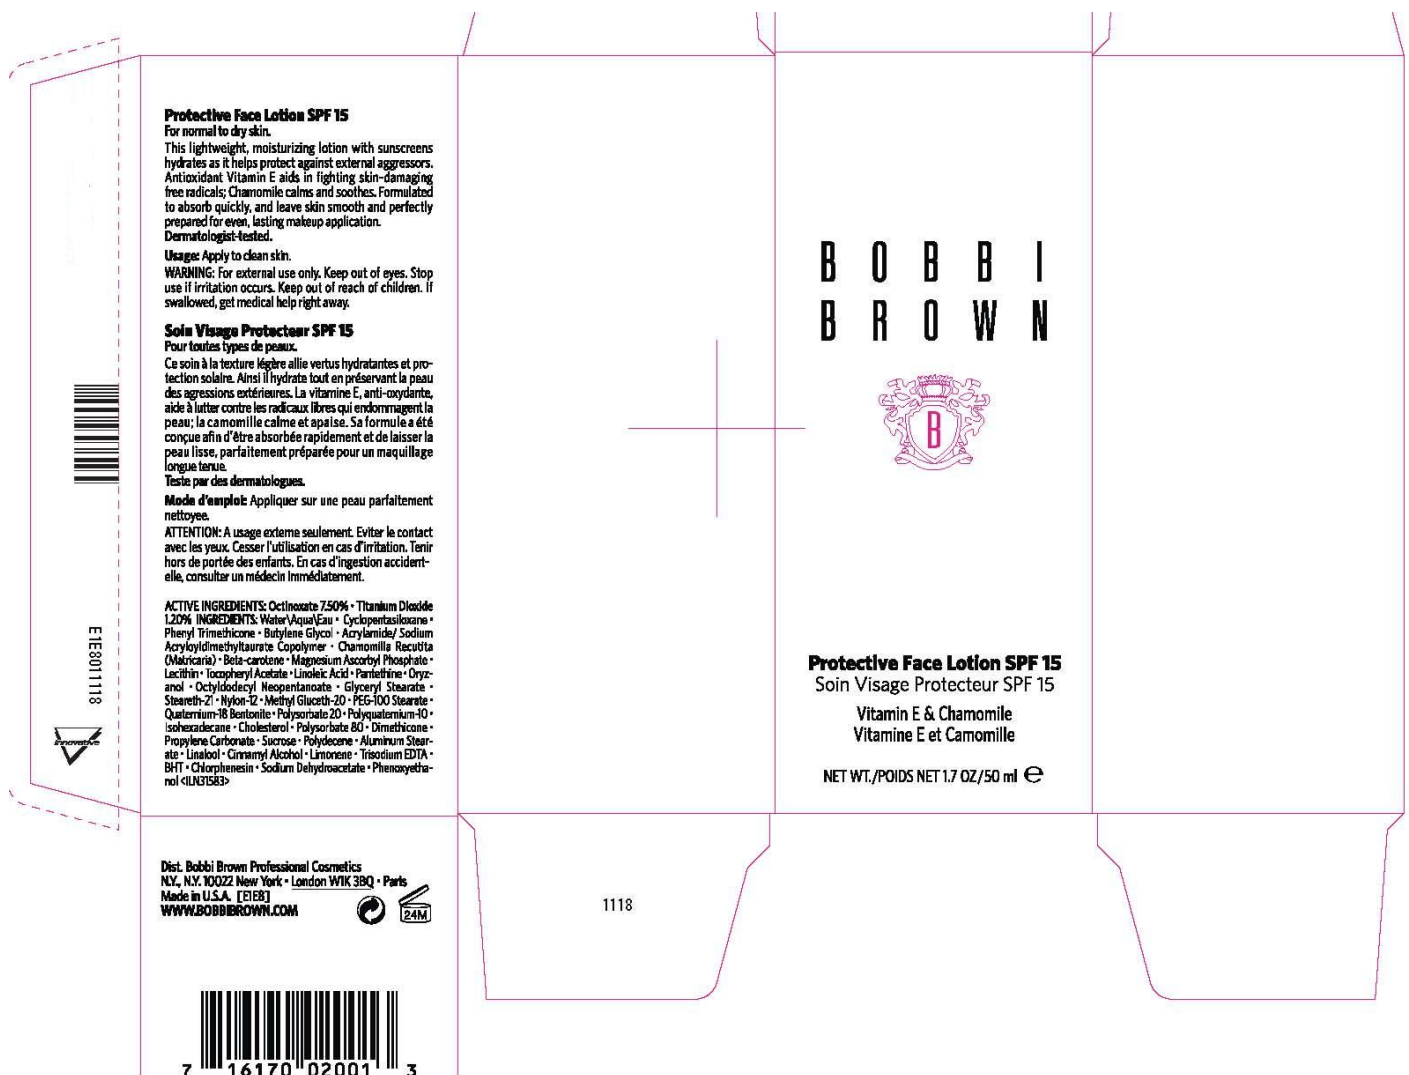 Protective Face Lotion SPF 15
For normal to dry skin.
This lightweight, moisturizing lotion with sunscreens
hydrates as it helps protect against external aggressors.
Antioxidant Vitamin E aids in fighting skin-damaging
free radicals; Chamomile calms and soothes. Formulated
to absorb quickly, and leave skin smooth and perfectly
prepared for even, lasting makeup application.
Dermatologist-tested.
Usage: Apply to clean skin.
WARNING: For external use only. Keep out of eyes. Stop
use if irritation occurs. Keep out of reach of children. If
swallowed, get medical help right away.
Soin Visage Protecteur SPF 15
Pour toutes types de peaux.
Ce soin à la texture légère allie vertus hydratantes et pro-
tection solaire. Ainsi il hydrate tout en préservant la peau
des agressions extérieures. La vitamine E, anti-oxydante,
aide à lutter contre les radicaux libres qui endommagent la
peau; la camomille calme et apaise. Sa formule a été
conçue afin d'être absorbée rapidement et de laisser la
peau lisse, parfaitement préparée pour un maquillage
longue tenue.
Teste par des dermatologues.
Mode d'emploi: Appliquer sur une peau parfaitement
nettoyee.
ATTENTION: A usage externe seulement. Eviter le contact
avec les yeux. Cesser l'utilisation en cas d'irritation. Tenir
hors de portée des enfants. En cas d'ingestion accident-
elle, consulter un médecin immédiatement.
ACTIVE INGREDIENTS: Octinoxate 7.50% • Titanium Dioxide
1.20% INGREDIENTS: Water\Aqua\Eau • Cyclopentasiloxane •
Phenyl Trimethicone • Butylene Glycol • Acrylamide/ Sodium
Acryloyldimethyltaurate Copolymer • Chamomilla Recutita
(Matricaria) • Beta-carotene • Magnesium Ascorbyl Phosphate •
Lecithin • Tocopheryl Acetate • Linoleic Acid • Pantethine • Oryz-
anol • Octyldodecyl Neopentanoate • Glyceryl Stearate •
Steareth-21 • Nylon-12 • Methyl Gluceth-20 • PEG-100 Stearate •
Quaternium-18 Bentonite • Polysorbate 20 • Polyquaternium-10 •
Isohexadecane • Cholesterol • Polysorbate 80 • Dimethicone •
Propylene Carbonate • Sucrose • Polydecene • Aluminum Stear-
ate • Linalool • Cinnamyl Alcohol • Limonene • Trisodium EDTA •
BHT • Chlorphenesin • Sodium Dehydroacetate • Phenoxyetha-
nol <ILN31583>
Dist. Bobbi Brown Professional Cosmetics
N.Y., N.Y. 10022 New York • London W1K 3BQ • Paris
Made in U.S.A. [E1E8]
WWW.BOBBIBROWN.COM
24M
7 16170 02001 3
E1E8011118
innovative
1118
BOBBI
BROWN
B
Protective Face Lotion SPF 15
Soin Visage Protecteur SPF 15
Vitamin E & Chamomile
Vitamine E et Camomille
NET WT./POIDS NET 1.7 OZ/50 ml ℮